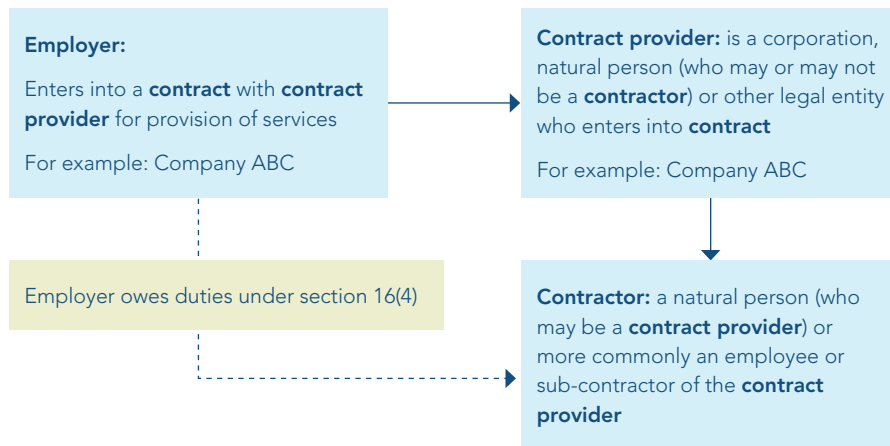 Employer:
Enters into a contract with contract
provider for provision of services
For example: Company ABC
Contract provider: is a corporation,
natural person (who may or may not
be a contractor) or other legal entity
who enters into contract
For example: Company ABC
Employer owes duties under section 16(4)
Contractor: a natural person (who
may be a contract provider) or
more commonly an employee or
sub-contractor of the contract
provider